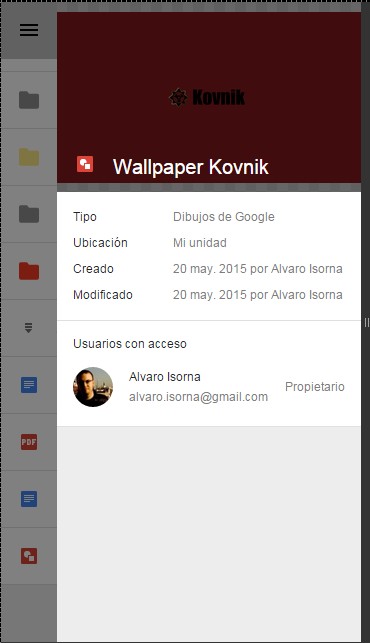 Kovnik
Wallpaper Kovnik
Tipo Dibujos de Google
Ubicación Mi unidad
Creado 20 may. 2015 por Alvaro Isorna
Modificado 20 may. 2015 por Alvaro Isorna
Usuarios con acceso
Alvaro Isorna
alvaro.isorna@gmail.com
Propietario
PDF